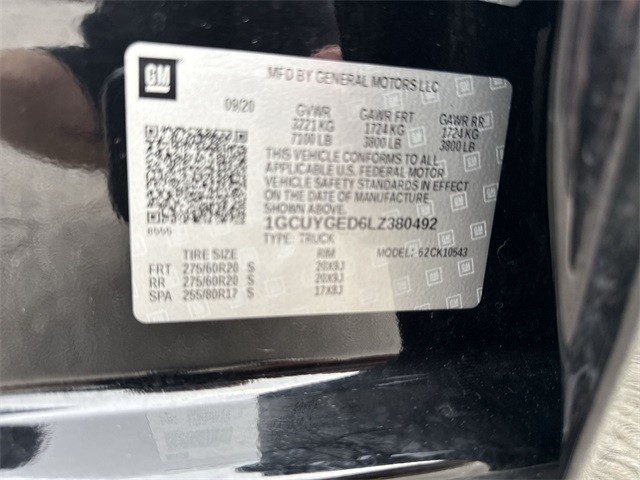 GM
MFD BY GENERAL MOTORS LLC
09/20 GVWR GAWR FRT GAWR RR
3221 KG 1724 KG 1724 KG
7100 LB 3800 LB 3800 LB
THIS VEHICLE CONFORMS TO ALL
APPLICABLE U.S. FEDERAL MOTOR
VEHICLE SAFETY STANDARDS IN EFFECT
ON THE DATE OF MANUFACTURE
SHOWN ABOVE.
1GCUYGED6LZ380492
TYPE: TRUCK MODEL: 62CK10543
TIRE SIZE RIM
FRT 275/60R20 S 20X9J
RR 275/60R20 S 20X9J
SPA 255/80R17 S 17X8J